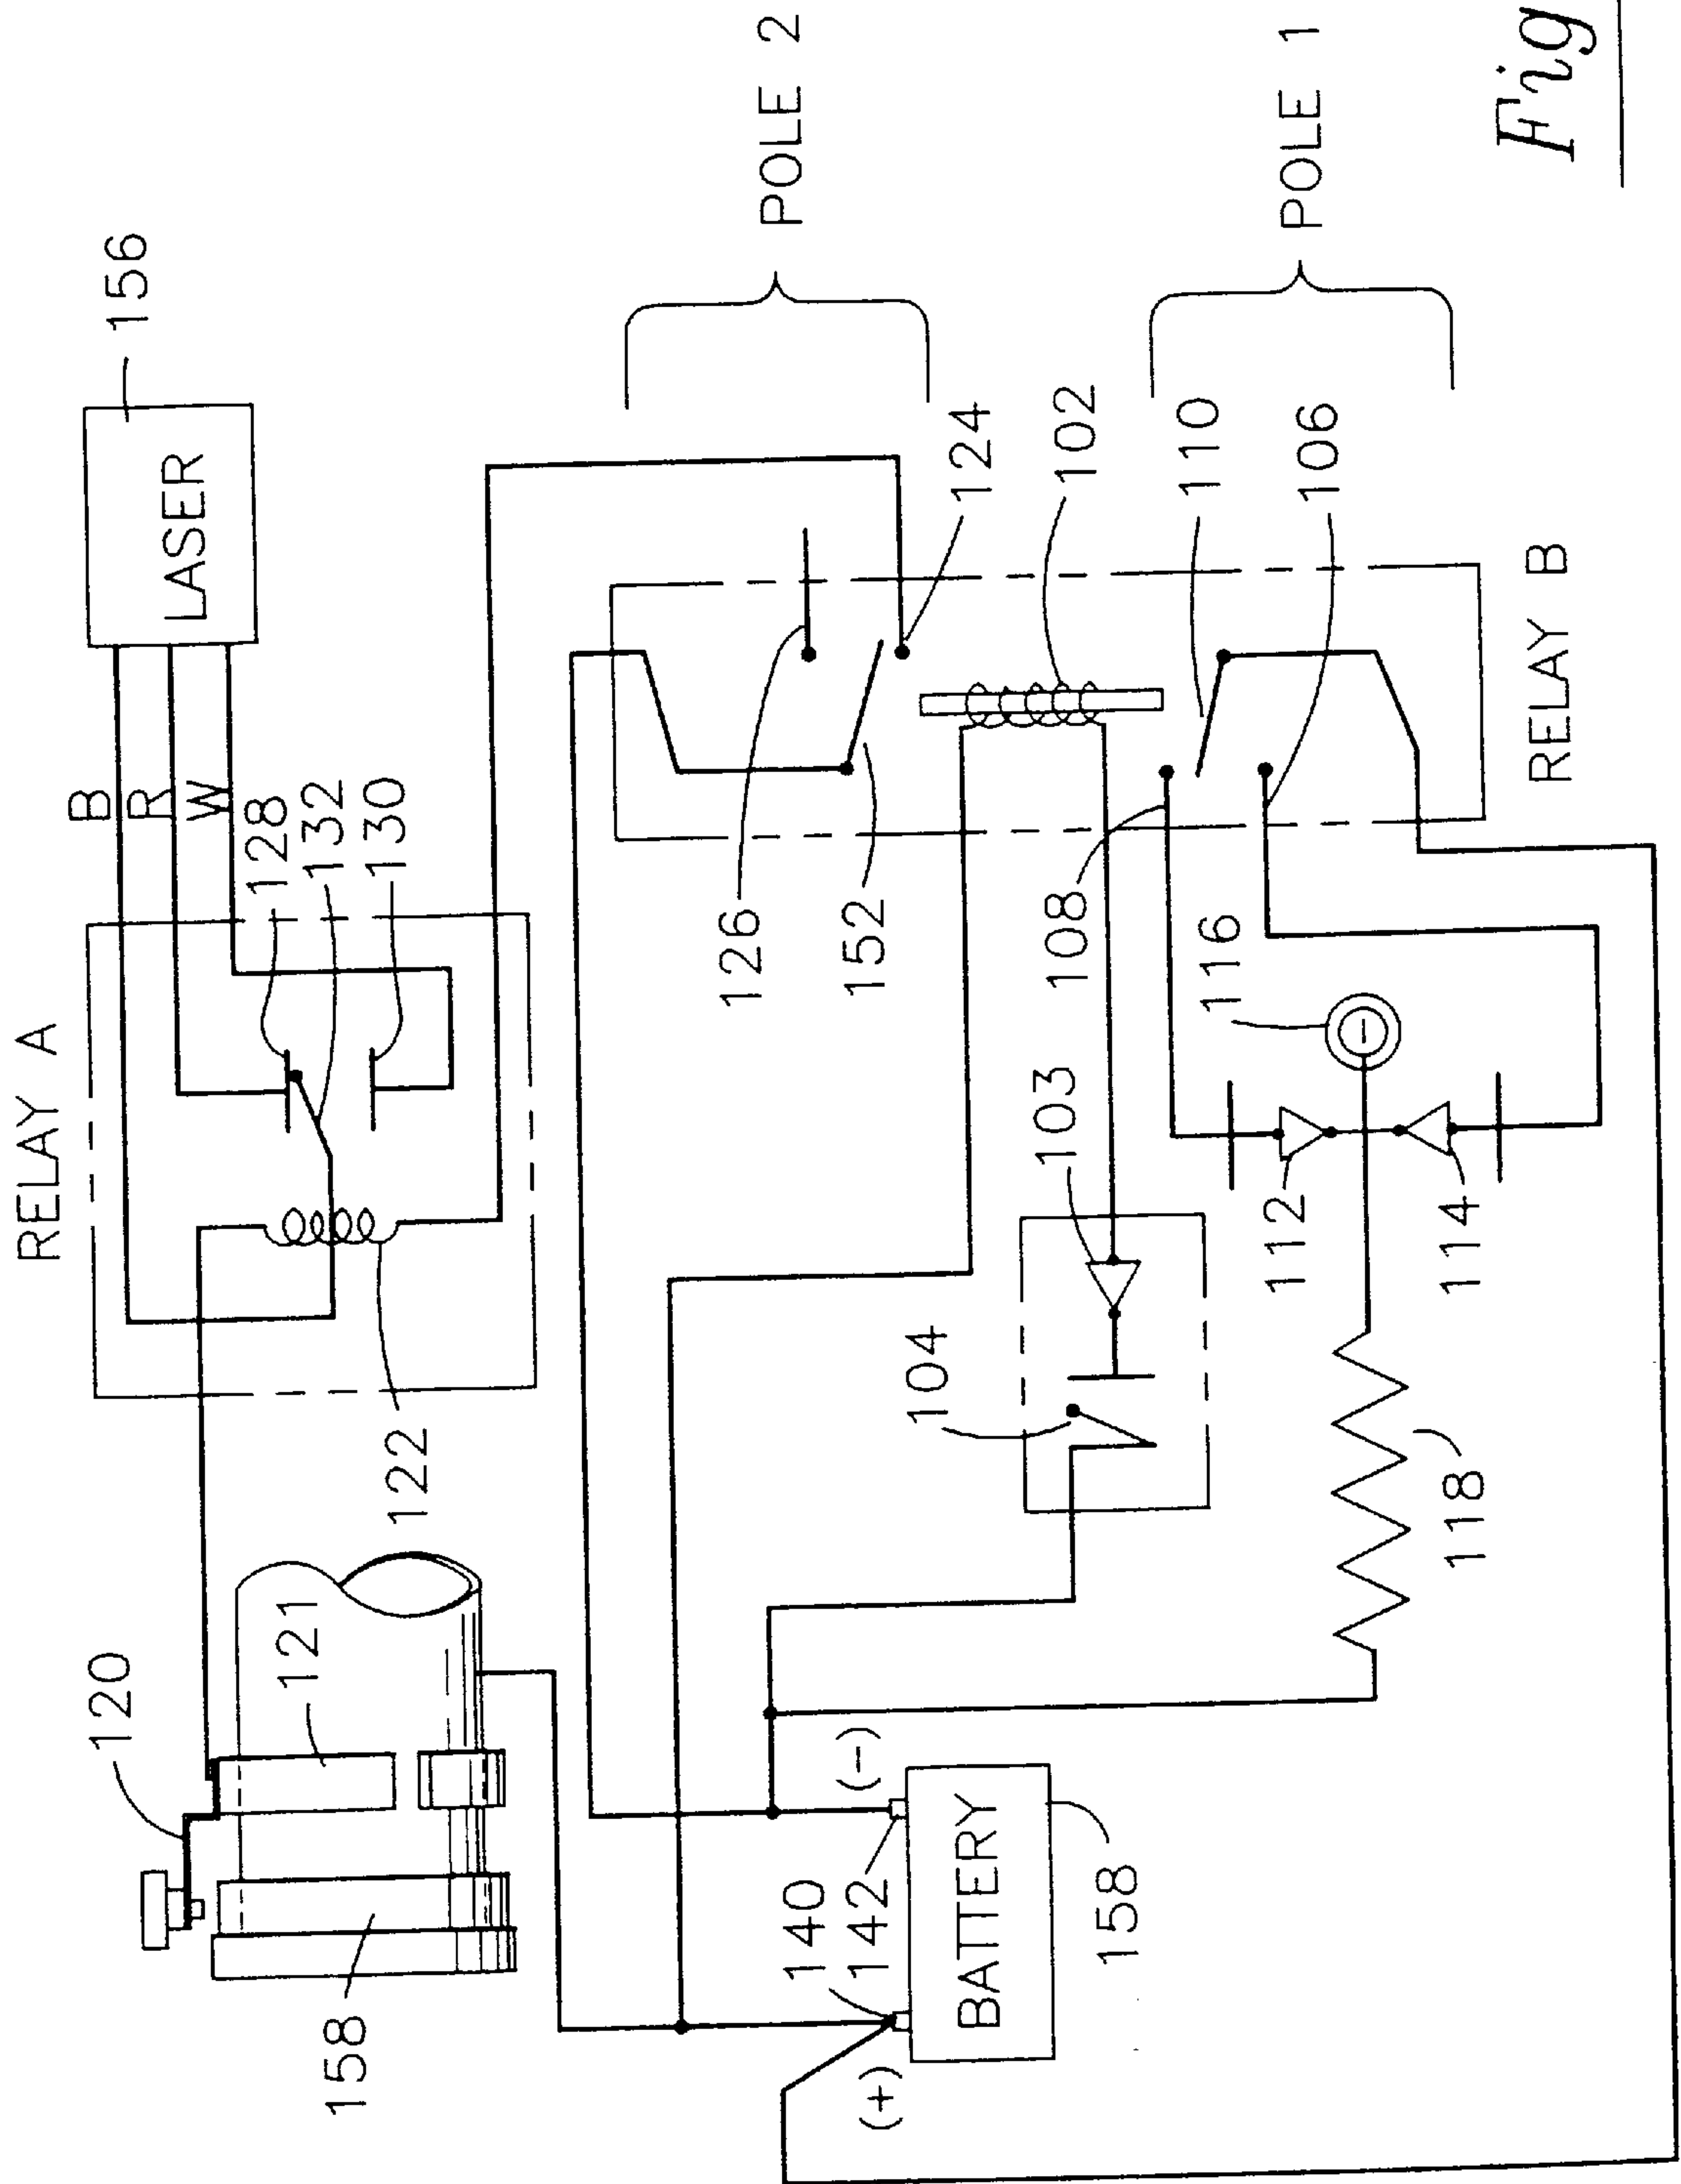 RELAY A
B
R
W
128
132
130
LASER
156
120
121
122
158
126
152
124
POLE 2
102
108
110
106
RELAY B
POLE 1
103
104
116
112
114
118
140
142
(-)
(+)
BATTERY
158
Fig